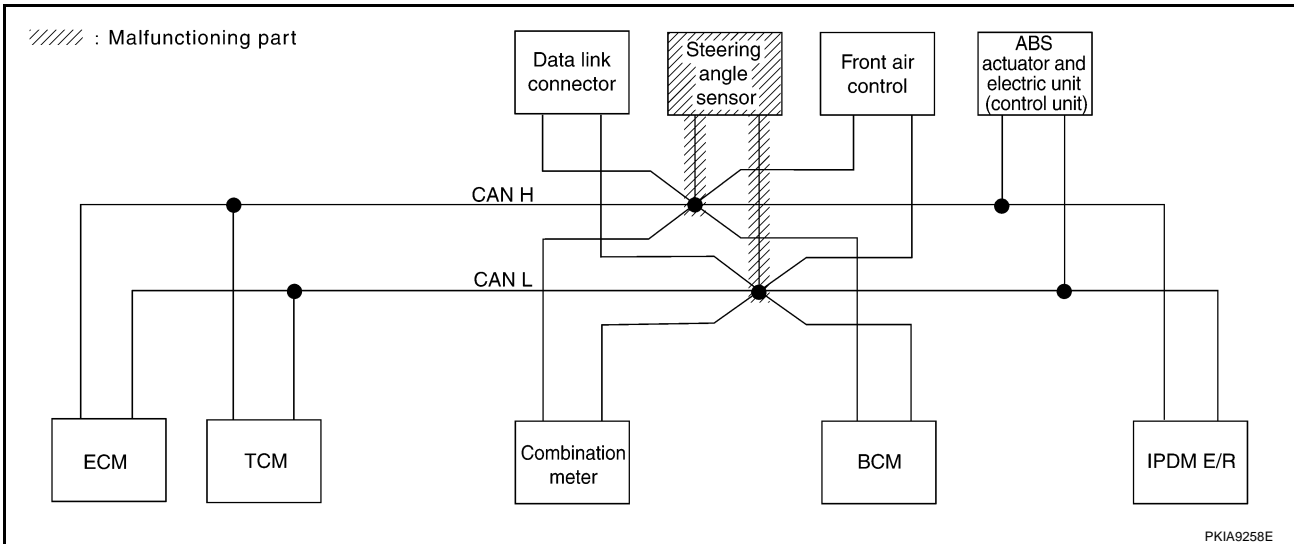 : Malfunctioning part
Data link
connector
Steering
angle
sensor
Front air
control
ABS
actuator and
electric unit
(control unit)
CAN H
CAN L
ECM
TCM
Combination
meter
BCM
IPDM E/R
PKIA9258E